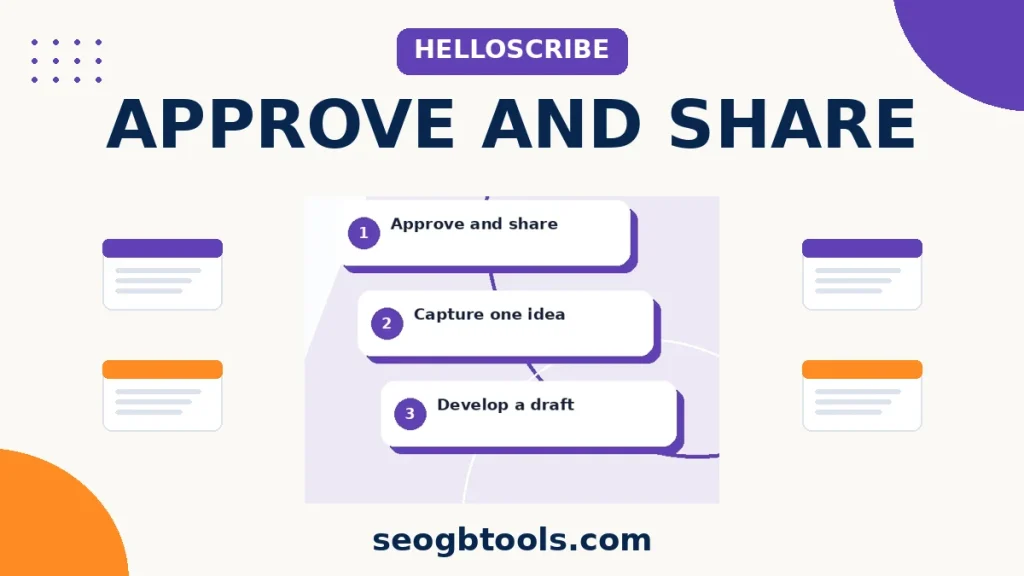 HELLOSCRIBE
APPROVE AND SHARE
1 Approve and share
2 Capture one idea
3 Develop a draft
seogbtools.com